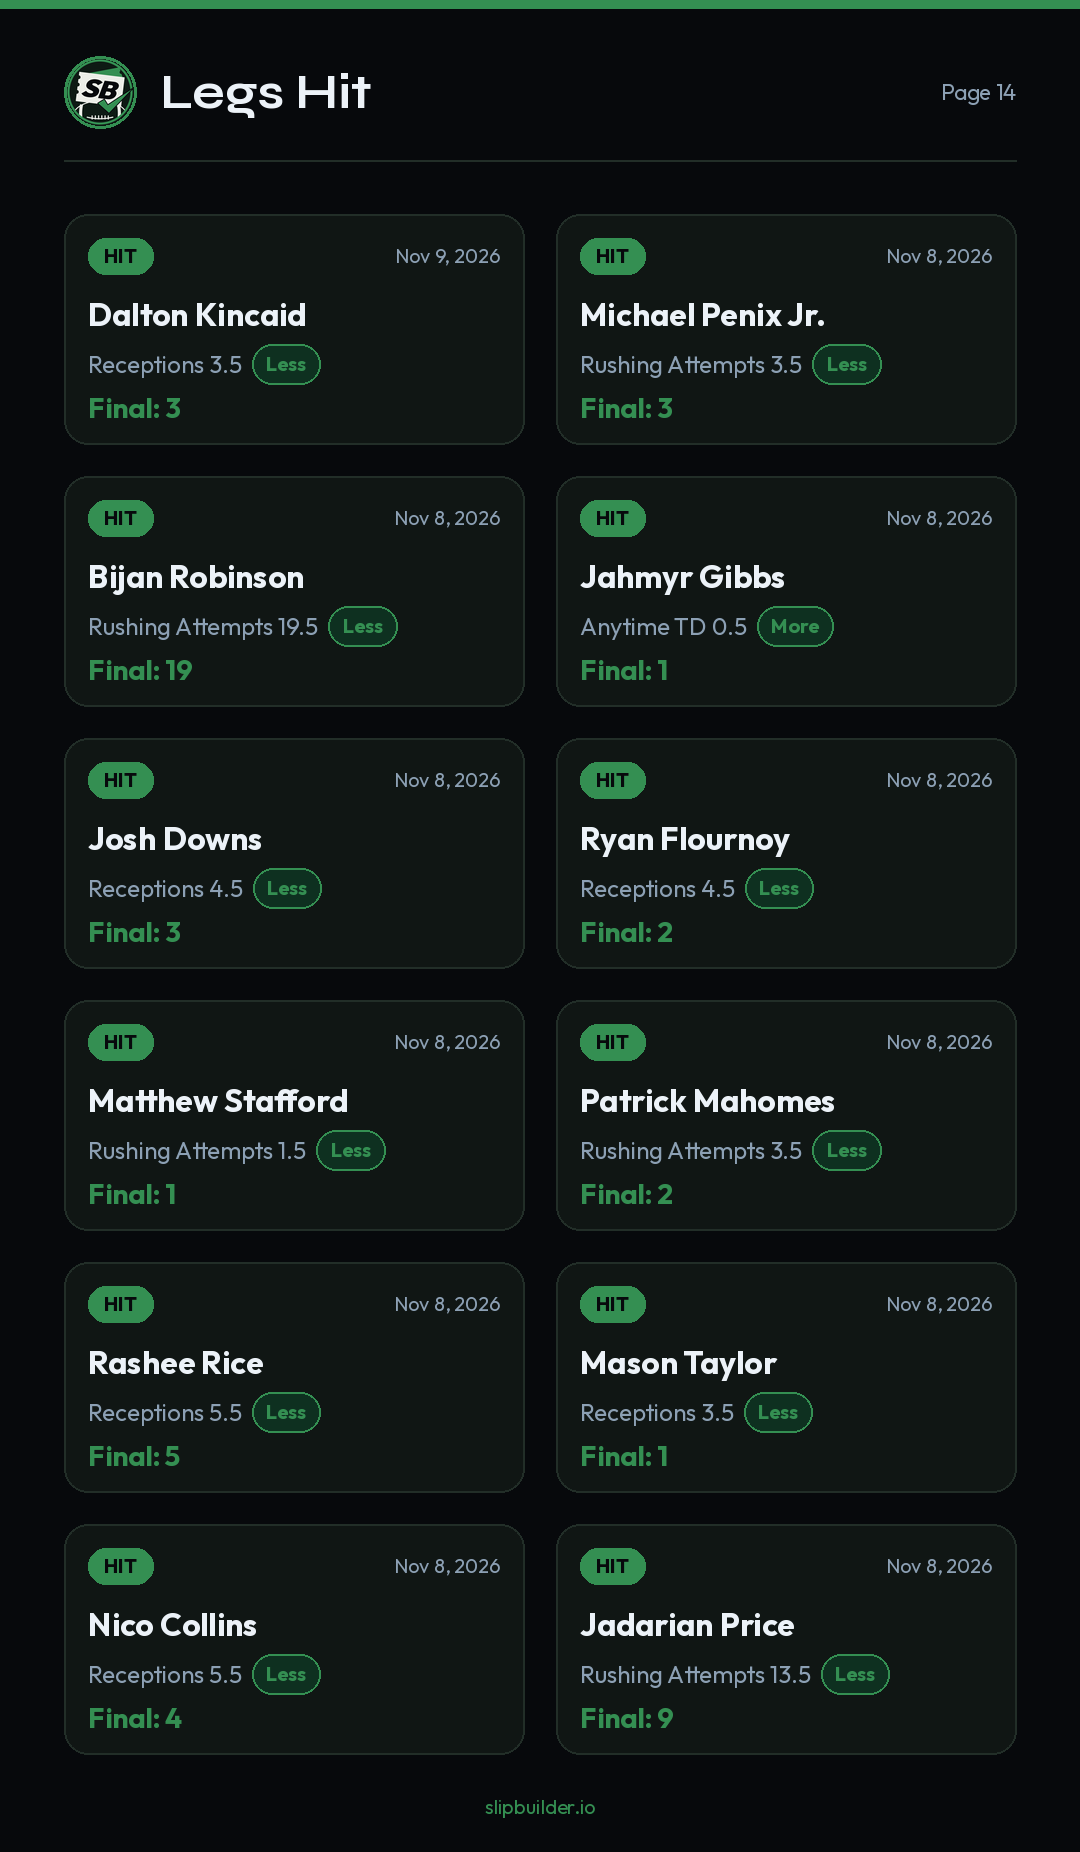 SB
Legs Hit
Page 14
HIT
Nov 9, 2026
Dalton Kincaid
Receptions 3.5 Less
Final: 3
HIT
Nov 8, 2026
Michael Penix Jr.
Rushing Attempts 3.5 Less
Final: 3
HIT
Nov 8, 2026
Bijan Robinson
Rushing Attempts 19.5 Less
Final: 19
HIT
Nov 8, 2026
Jahmyr Gibbs
Anytime TD 0.5 More
Final: 1
HIT
Nov 8, 2026
Josh Downs
Receptions 4.5 Less
Final: 3
HIT
Nov 8, 2026
Ryan Flournoy
Receptions 4.5 Less
Final: 2
HIT
Nov 8, 2026
Matthew Stafford
Rushing Attempts 1.5 Less
Final: 1
HIT
Nov 8, 2026
Patrick Mahomes
Rushing Attempts 3.5 Less
Final: 2
HIT
Nov 8, 2026
Rashee Rice
Receptions 5.5 Less
Final: 5
HIT
Nov 8, 2026
Mason Taylor
Receptions 3.5 Less
Final: 1
HIT
Nov 8, 2026
Nico Collins
Receptions 5.5 Less
Final: 4
HIT
Nov 8, 2026
Jadarian Price
Rushing Attempts 13.5 Less
Final: 9
slipbuilder.io